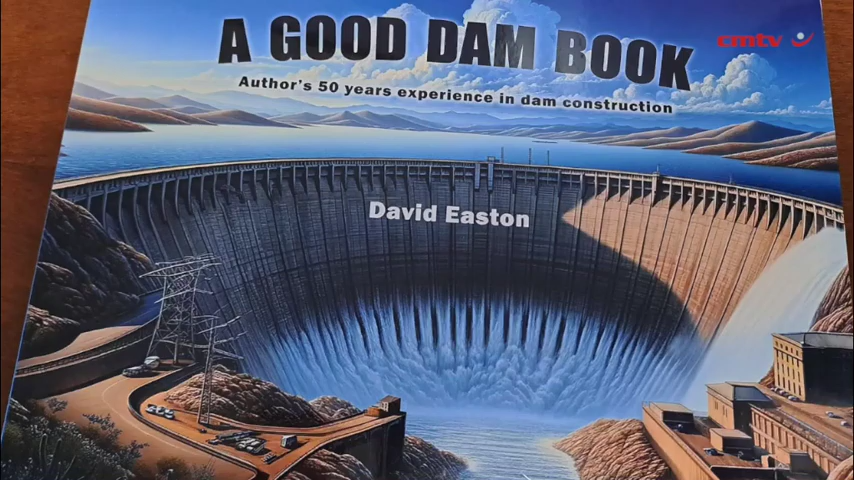 A GOOD DAM BOOK
cmtv
Author's 50 years experience in dam construction
David Easton